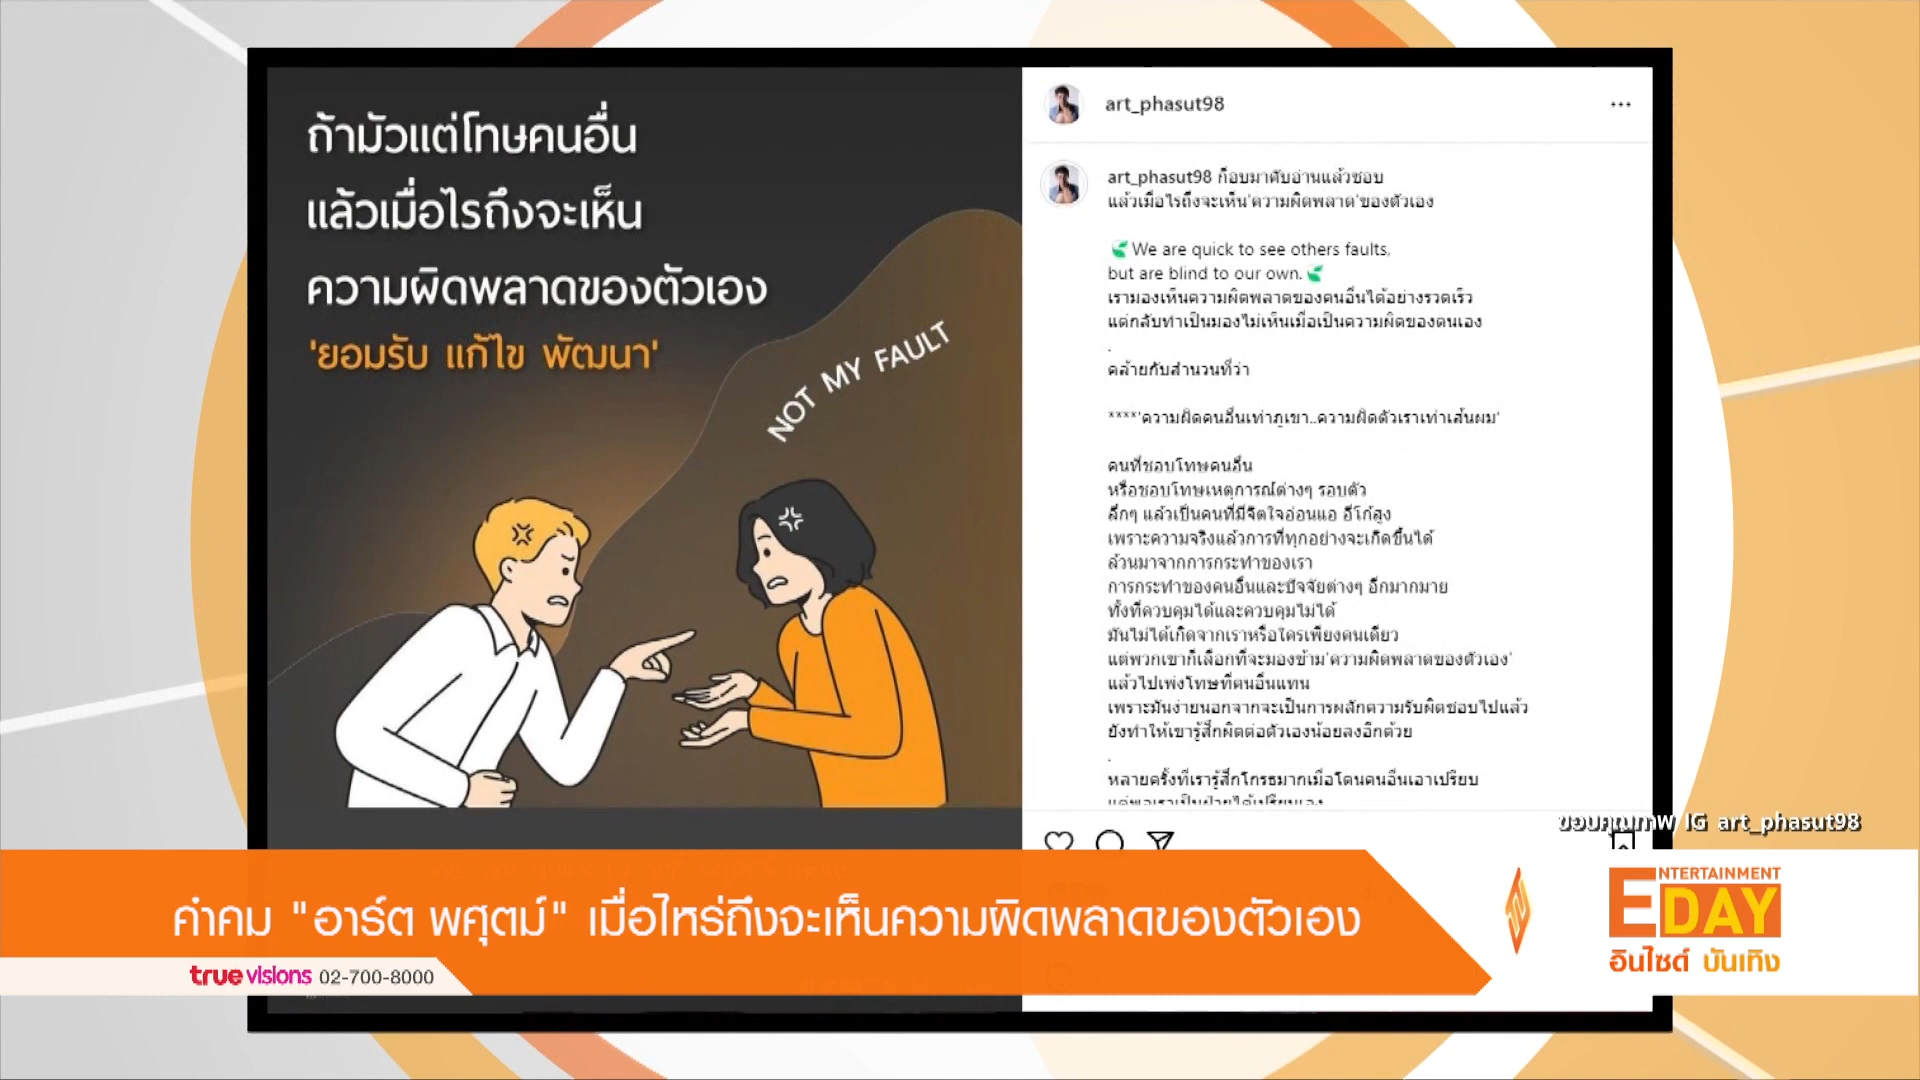 ถ้ามัวแต่โทษคนอื่น
แล้วเมื่อไรถึงจะเห็น
ความผิดพลาดของตัวเอง
'ยอมรับ แก้ไข พัฒนา'
NOT MY FAULT
art_phasut98
art_phasut98 ก็อบมาคับอ่านแล้วชอบ
แล้วเมื่อไรถึงจะเห็น'ความผิดพลาด'ของตัวเอง
We are quick to see others faults,
but are blind to our own.
เรามองเห็นความผิดพลาดของคนอื่นได้อย่างรวดเร็ว
แต่กลับทำเป็นมองไม่เห็นเมื่อเป็นความผิดของตนเอง
.
คล้ายกับสำนวนที่ว่า
****'ความผิดคนอื่นเท่าภูเขา..ความผิดตัวเราเท่าเส้นผม'
คนที่ชอบโทษคนอื่น
หรือชอบโทษเหตุการณ์ต่างๆ รอบตัว
ลึกๆ แล้วเป็นคนที่มีจิตใจอ่อนแอ อีโก้สูง
เพราะความจริงแล้วการที่ทุกอย่างจะเกิดขึ้นได้
ล้วนมาจากการกระทำของเรา
การกระทำของคนอื่นและปัจจัยต่างๆ อีกมากมาย
ทั้งที่ควบคุมได้และควบคุมไม่ได้
มันไม่ได้เกิดจากเราหรือใครเพียงคนเดียว
แต่พวกเขาก็เลือกที่จะมองข้าม'ความผิดพลาดของตัวเอง'
แล้วไปเพ่งโทษที่คนอื่นแทน
เพราะมันง่ายนอกจากจะเป็นการผลักความรับผิดชอบไปแล้ว
ยังทำให้เขารู้สึกผิดต่อตัวเองน้อยลงอีกด้วย
.
หลายครั้งที่เรารู้สึกโกรธมากเมื่อโดนคนอื่นเอาเปรียบ
แต่พอเราเป็นฝ่ายได้เปรียบเอง
ขอบคุณภาพ/IG art_phasut98
คำคม "อาร์ต พศุตม์" เมื่อไหร่ถึงจะเห็นความผิดพลาดของตัวเอง
truevisions 02-700-8000
ENTERTAINMENT
DAY
อินไซด์ บันเทิง